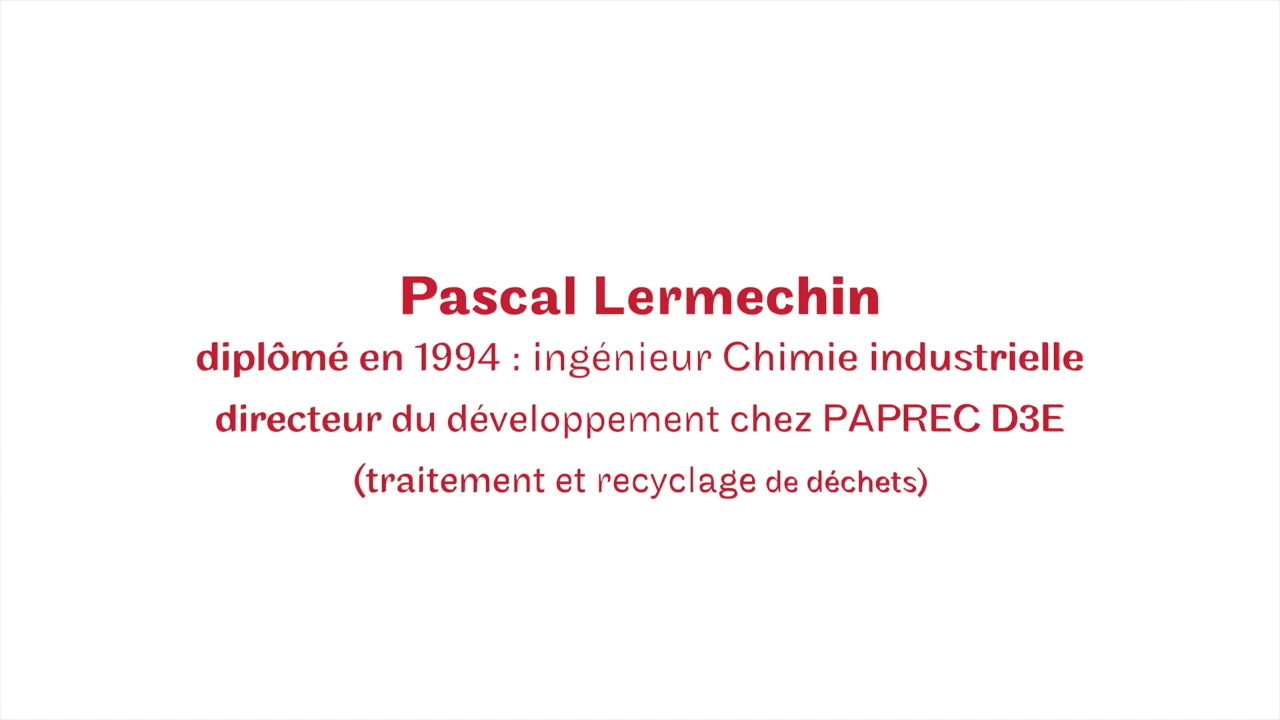 Pascal Lermechin
diplômé en 1994 : ingénieur Chimie industrielle
directeur du développement chez PAPREC D3E
(traitement et recyclage de déchets)